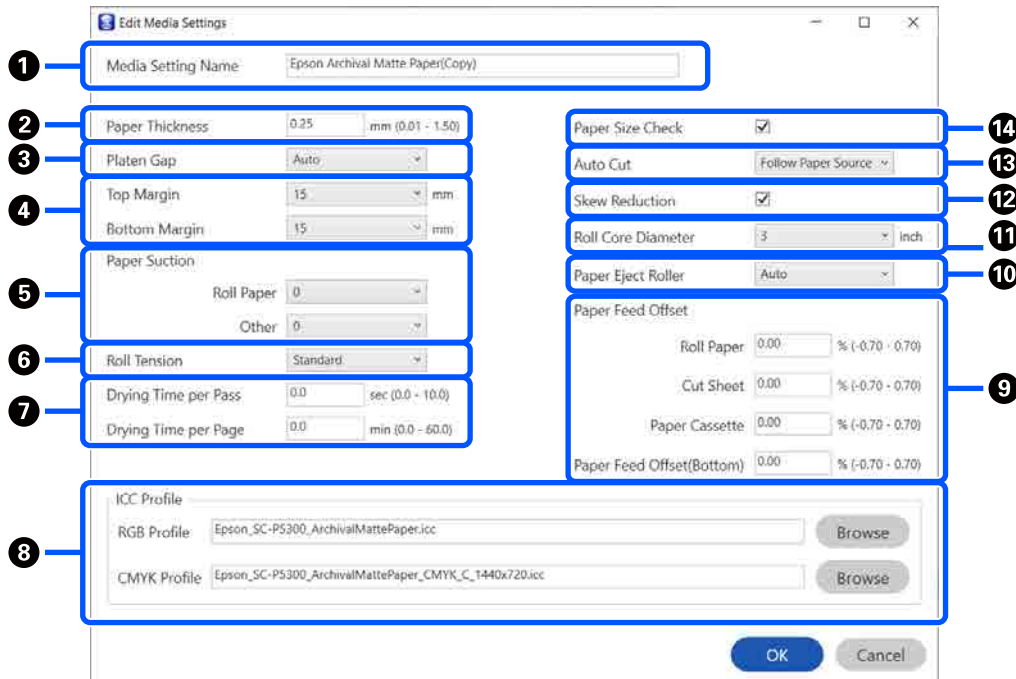 Edit Media Settings
1 Media Setting Name Epson Archival Matte Paper(Copy)
2 Paper Thickness 0.25 mm (0.01 - 1.50)
3 Platen Gap Auto
4 Top Margin 15 mm
Bottom Margin 15 mm
5 Paper Suction
Roll Paper 0
Other 0
6 Roll Tension Standard
7 Drying Time per Pass 0.0 sec (0.0 - 10.0)
Drying Time per Page 0.0 min (0.0 - 60.0)
Paper Size Check 14
Auto Cut Follow Paper Source 13
Skew Reduction 12
Roll Core Diameter 3 inch 11
Paper Eject Roller Auto 10
Paper Feed Offset 9
Roll Paper 0.00 % (-0.70 - 0.70)
Cut Sheet 0.00 % (-0.70 - 0.70)
Paper Cassette 0.00 % (-0.70 - 0.70)
Paper Feed Offset(Bottom) 0.00 % (-0.70 - 0.70)
8 ICC Profile
RGB Profile Epson_SC-P5300_ArchivalMattePaper.icc Browse
CMYK Profile Epson_SC-P5300_ArchivalMattePaper_CMYK_C_1440x720.icc Browse
OK Cancel